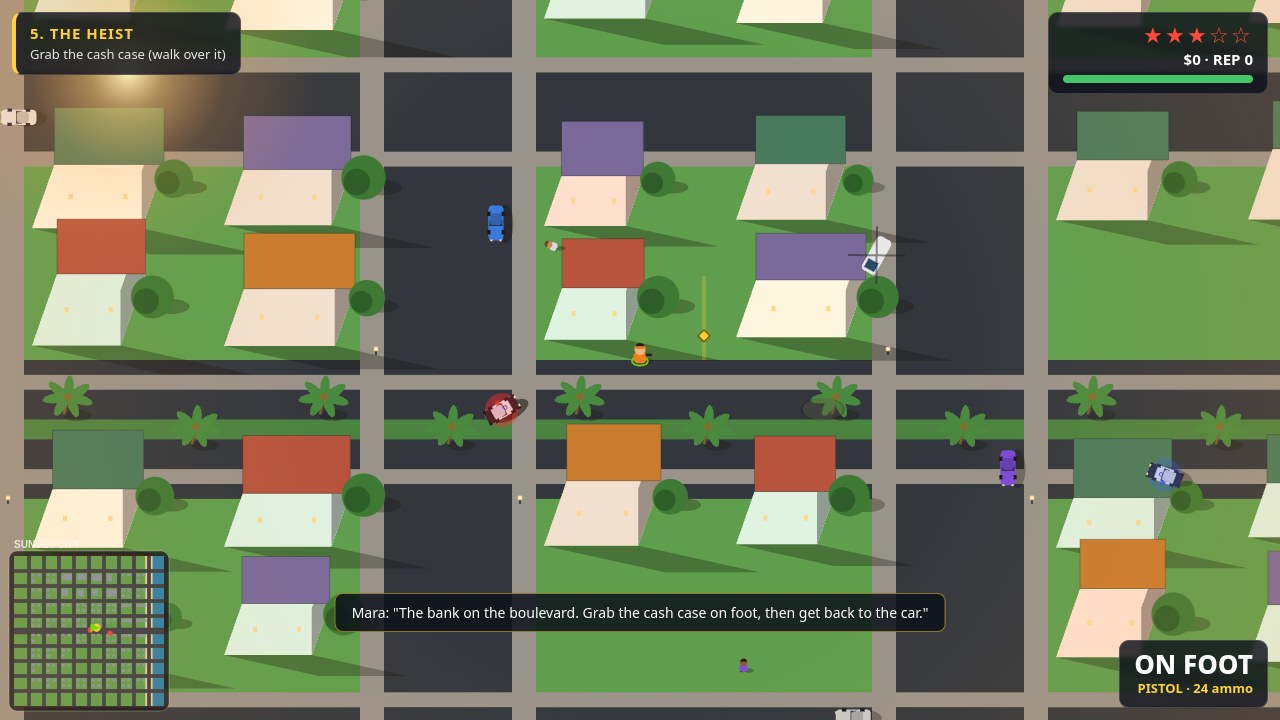 5. THE HEIST
Grab the cash case (walk over it)
★★★☆☆
$0 · REP 0
SUNSET CITY
Mara: "The bank on the boulevard. Grab the cash case on foot, then get back to the car."
ON FOOT
PISTOL · 24 ammo